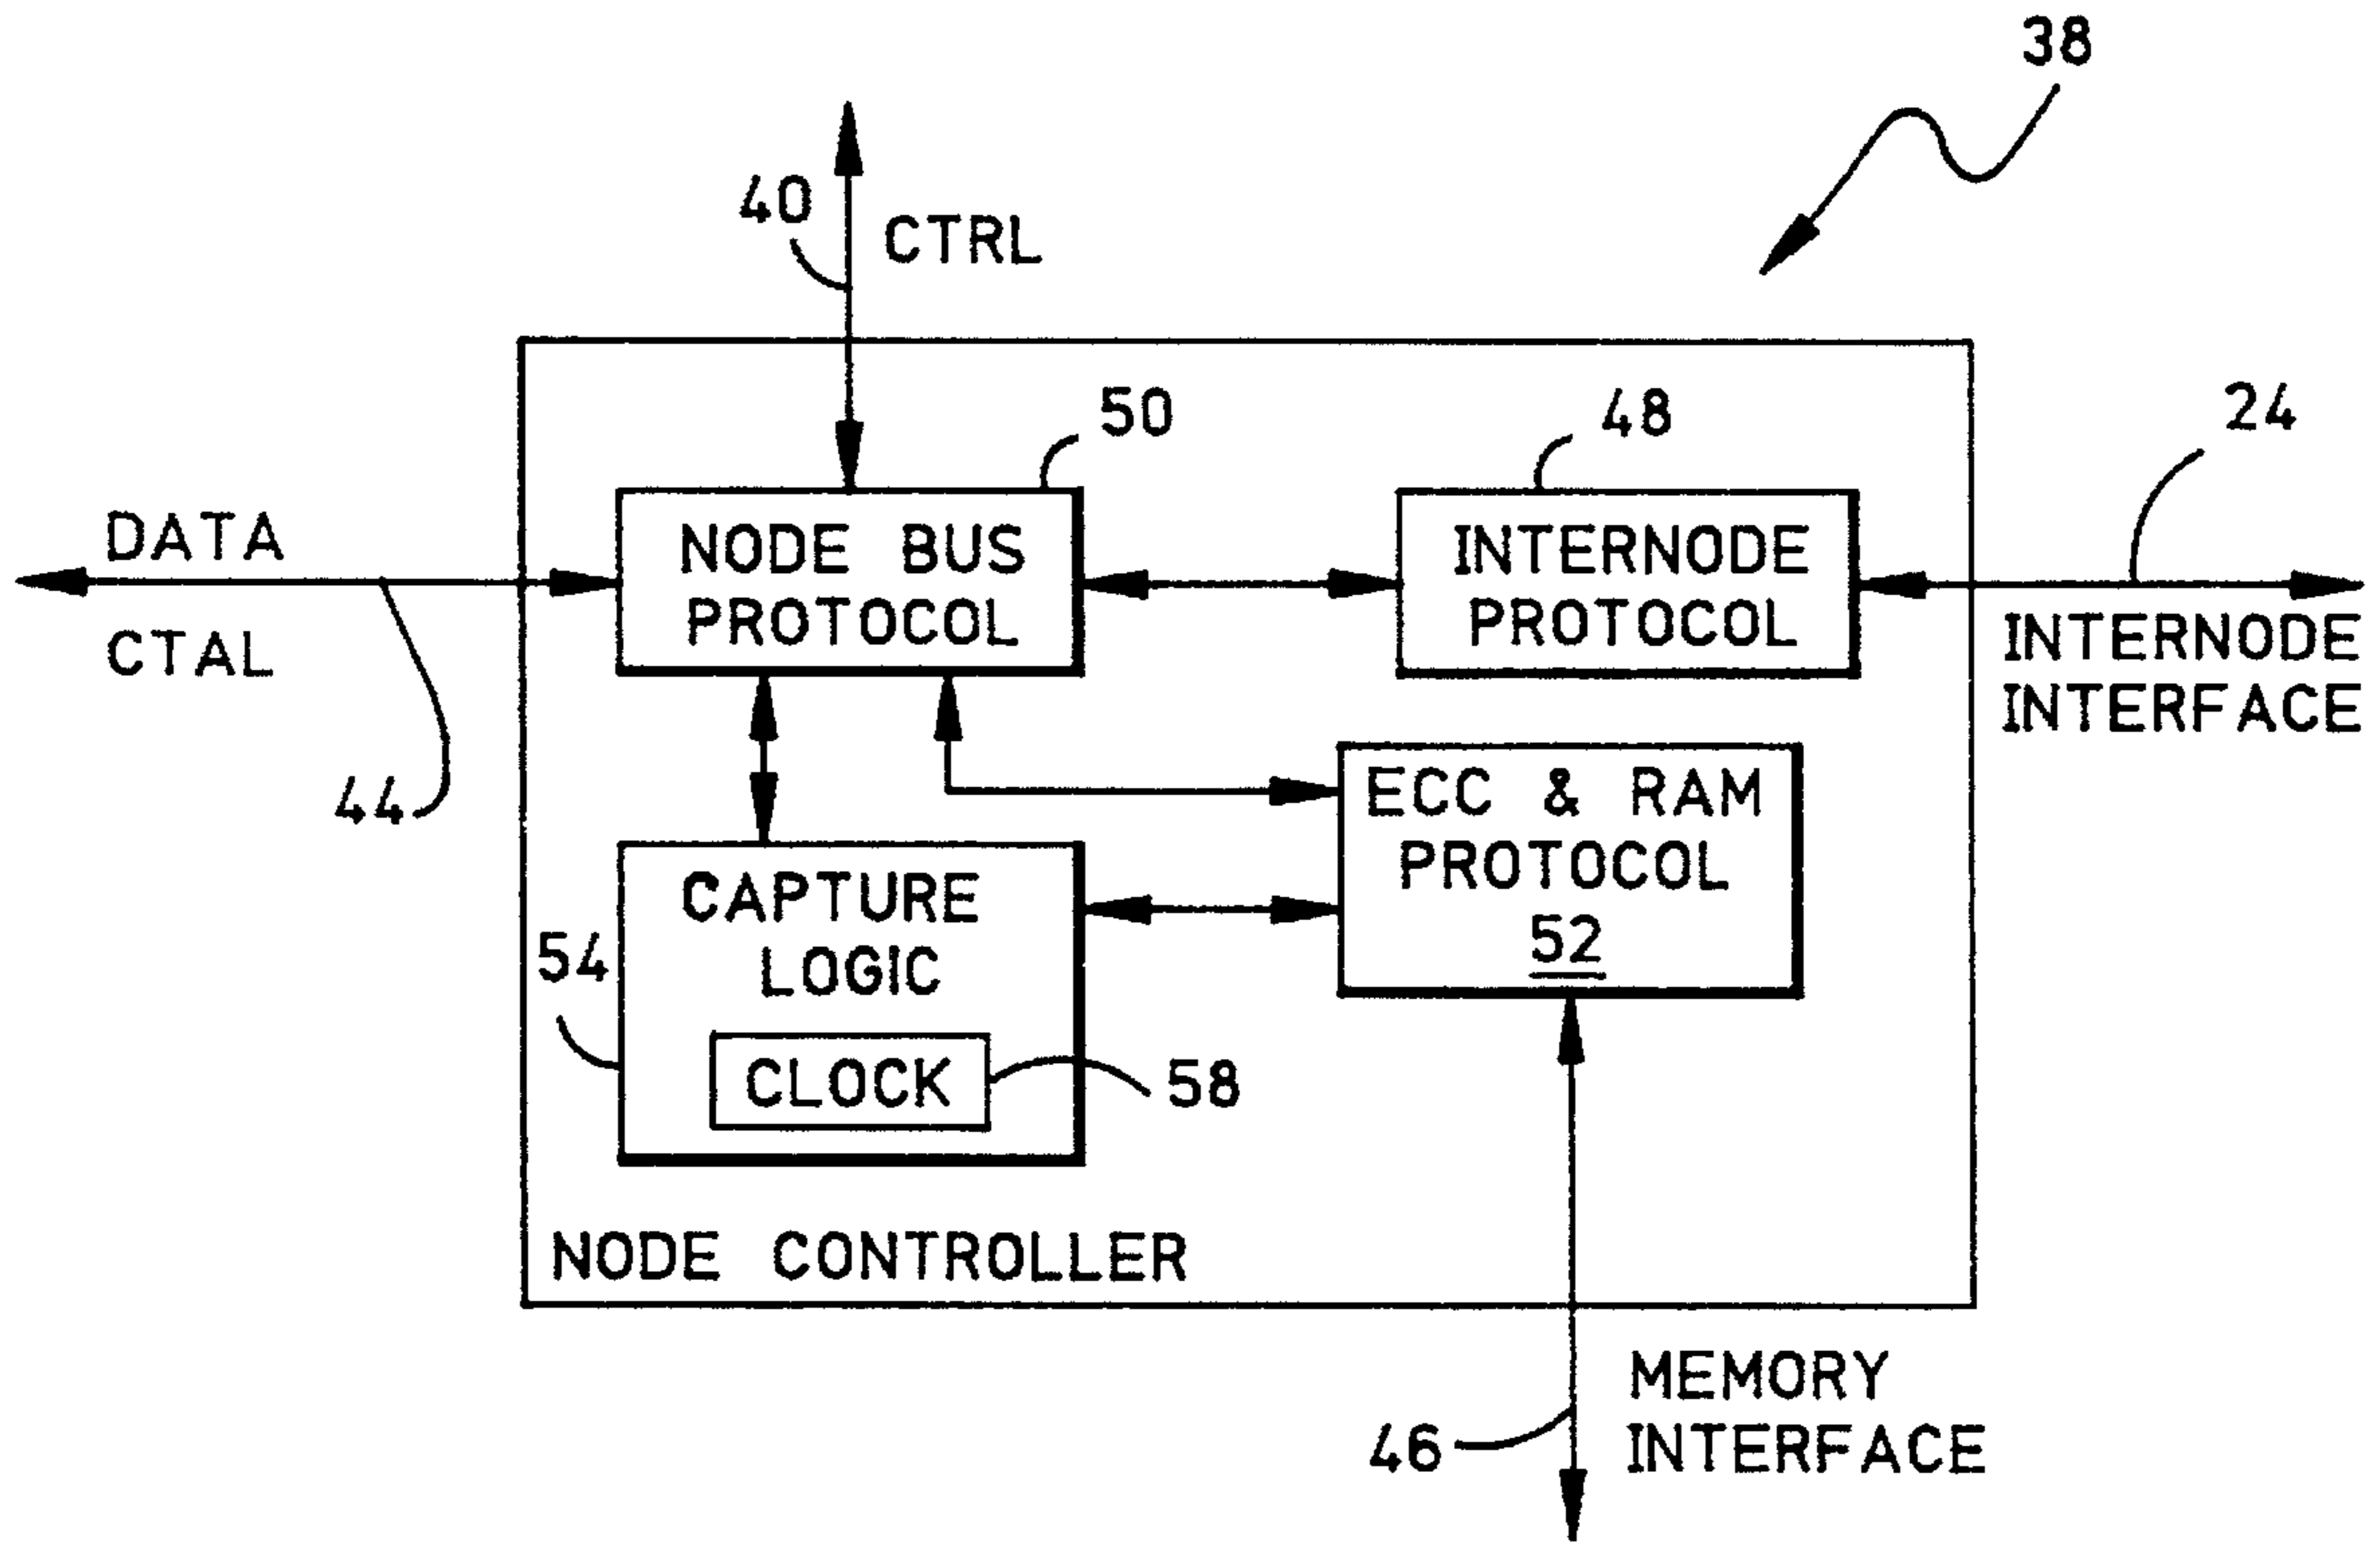 38
40
CTRL
50
48
24
DATA
CTAL
44
NODE BUS
PROTOCOL
INTERNODE
PROTOCOL
INTERNODE
INTERFACE
ECC & RAM
PROTOCOL
52
CAPTURE
LOGIC
54
CLOCK
58
NODE CONTROLLER
MEMORY
INTERFACE
46